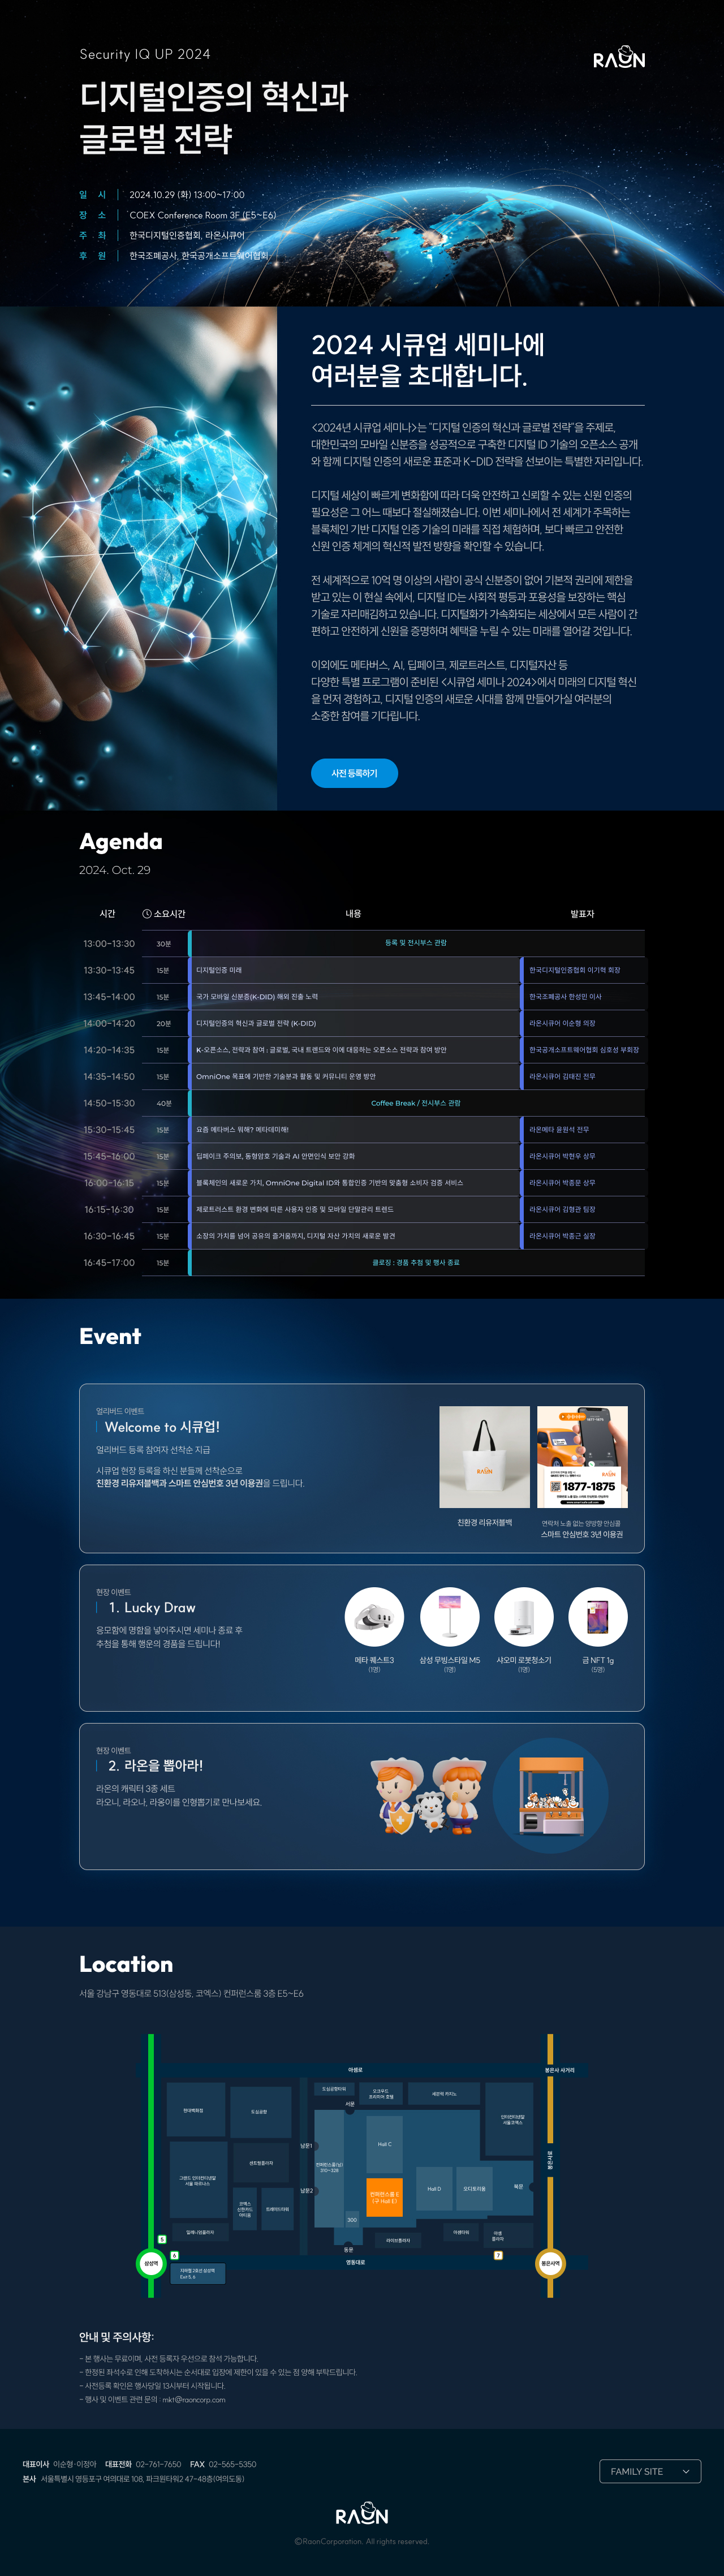 Security IQ UP 2024
RAON
디지털인증의 혁신과
글로벌 전략
일 시 2024.10.29 (화) 13:00~17:00
장 소 COEX Conference Room 3F (E5~E6)
주 최 한국디지털인증협회, 라온시큐어
후 원 한국조폐공사, 한국공개소프트웨어협회
2024 시큐업 세미나에
여러분을 초대합니다.
<2024년 시큐업 세미나>는 "디지털 인증의 혁신과 글로벌 전략"을 주제로,
대한민국의 모바일 신분증을 성공적으로 구축한 디지털 ID 기술의 오픈소스 공개
와 함께 디지털 인증의 새로운 표준과 K-DID 전략을 선보이는 특별한 자리입니다.
디지털 세상이 빠르게 변화함에 따라 더욱 안전하고 신뢰할 수 있는 신원 인증의
필요성은 그 어느 때보다 절실해졌습니다. 이번 세미나에서 전 세계가 주목하는
블록체인 기반 디지털 인증 기술의 미래를 직접 체험하며, 보다 빠르고 안전한
신원 인증 체계의 혁신적 발전 방향을 확인할 수 있습니다.
전 세계적으로 10억 명 이상의 사람이 공식 신분증이 없어 기본적 권리에 제한을
받고 있는 이 현실 속에서, 디지털 ID는 사회적 평등과 포용성을 보장하는 핵심
기술로 자리매김하고 있습니다. 디지털화가 가속화되는 세상에서 모든 사람이 간
편하고 안전하게 신원을 증명하며 혜택을 누릴 수 있는 미래를 열어갈 것입니다.
이외에도 메타버스, AI, 딥페이크, 제로트러스트, 디지털자산 등
다양한 특별 프로그램이 준비된 <시큐업 세미나 2024>에서 미래의 디지털 혁신
을 먼저 경험하고, 디지털 인증의 새로운 시대를 함께 만들어가실 여러분의
소중한 참여를 기다립니다.
사전 등록하기
Agenda
2024. Oct. 29
시간 소요시간 내용 발표자
13:00~13:30 30분 등록 및 전시부스 관람
13:30~13:45 15분 디지털인증 미래 한국디지털인증협회 이기혁 회장
13:45~14:00 15분 국가 모바일 신분증(K-DID) 해외 진출 노력 한국조폐공사 한성민 이사
14:00~14:20 20분 디지털인증의 혁신과 글로벌 전략 (K-DID) 라온시큐어 이순형 의장
14:20~14:35 15분 K-오픈소스, 전략과 참여 : 글로벌, 국내 트렌드와 이에 대응하는 오픈소스 전략과 참여 방안 한국공개소프트웨어협회 심호성 부회장
14:35~14:50 15분 OmniOne 목표에 기반한 기술분과 활동 및 커뮤니티 운영 방안 라온시큐어 김태진 전무
14:50~15:30 40분 Coffee Break / 전시부스 관람
15:30~15:45 15분 요즘 메타버스 뭐해? 메타데미해! 라온메타 윤원석 전무
15:45~16:00 15분 딥페이크 주의보, 동형암호 기술과 AI 안면인식 보안 강화 라온시큐어 박현우 상무
16:00~16:15 15분 블록체인의 새로운 가치, OmniOne Digital ID와 통합인증 기반의 맞춤형 소비자 검증 서비스 라온시큐어 박종문 상무
16:15~16:30 15분 제로트러스트 환경 변화에 따른 사용자 인증 및 모바일 단말관리 트렌드 라온시큐어 김형관 팀장
16:30~16:45 15분 소장의 가치를 넘어 공유의 즐거움까지, 디지털 자산 가치의 새로운 발견 라온시큐어 박종근 실장
16:45~17:00 15분 클로징 : 경품 추첨 및 행사 종료
Event
얼리버드 이벤트
Welcome to 시큐업!
얼리버드 등록 참여자 선착순 지급
시큐업 현장 등록을 하신 분들께 선착순으로
친환경 리유저블백과 스마트 안심번호 3년 이용권을 드립니다.
RAON
1877-1875
친환경 리유저블백
연락처 노출 없는 양방향 안심콜
스마트 안심번호 3년 이용권
현장 이벤트
1. Lucky Draw
응모함에 명함을 넣어주시면 세미나 종료 후
추첨을 통해 행운의 경품을 드립니다!
메타 퀘스트3 삼성 무빙스타일 M5 샤오미 로봇청소기 금 NFT 1g
(1명) (1명) (1명) (5명)
현장 이벤트
2. 라온을 뽑아라!
라온의 캐릭터 3종 세트
라오니, 라오나, 라옹이를 인형뽑기로 만나보세요.
Location
서울 강남구 영동대로 513(삼성동, 코엑스) 컨퍼런스룸 3층 E5~E6
아셈로
봉은사 사거리
도심공항타워
오크우드
프리미어 호텔
세븐럭 카지노
현대백화점
도심공항
서문
인터컨티넨탈
서울코엑스
Hall C
봉은사로
남문1
그랜드 인터컨티넨탈
서울 파르나스
센트럴플라자
컨퍼런스룸(남)
남문2
컨퍼런스룸 E
(구 Hall E)
Hall D
오디토리움
북문
코엑스
신한카드
아티움
트레이드타워
300
밀레니엄플라자
라이브플라자
아셈타워
아셈
플라자
동문
5
6
7
삼성역
영동대로
봉은사역
지하철 2호선 삼성역
Exit 5, 6
안내 및 주의사항:
- 본 행사는 무료이며, 사전 등록자 우선으로 참석 가능합니다.
- 한정된 좌석수로 인해 도착하시는 순서대로 입장에 제한이 있을 수 있는 점 양해 부탁드립니다.
- 사전등록 확인은 행사당일 13시부터 시작됩니다.
- 행사 및 이벤트 관련 문의 : mkt@raoncorp.com
대표이사 이순형·이정아 대표전화 02-761-7650 FAX 02-565-5350
본사 서울특별시 영등포구 여의대로 108, 파크원타워2 47~48층(여의도동)
FAMILY SITE
RAON
©RaonCorporation. All rights reserved.